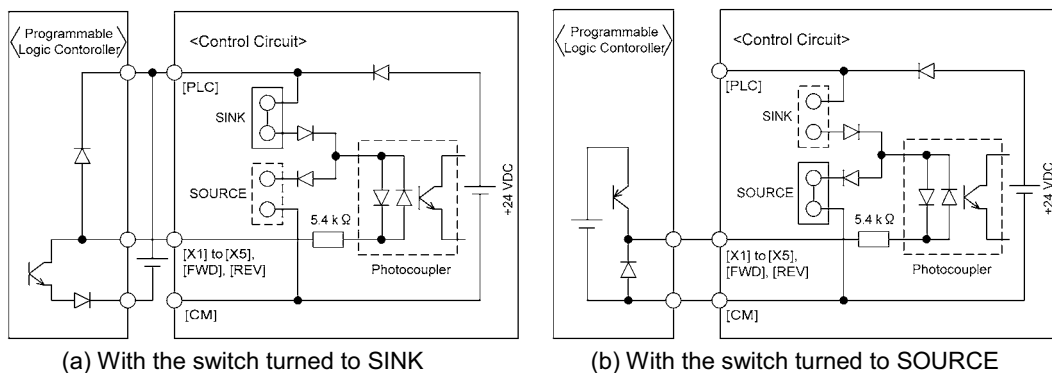 Programmable
Logic Contoroller
<Control Circuit>
[PLC]
SINK
SOURCE
5.4 k Ω
+24 VDC
[X1] to [X5],
[FWD], [REV]
Photocoupler
[CM]
(a) With the switch turned to SINK
Programmable
Logic Contoroller
<Control Circuit>
[PLC]
SINK
SOURCE
5.4 k Ω
+24 VDC
[X1] to [X5],
[FWD], [REV]
Photocoupler
[CM]
(b) With the switch turned to SOURCE